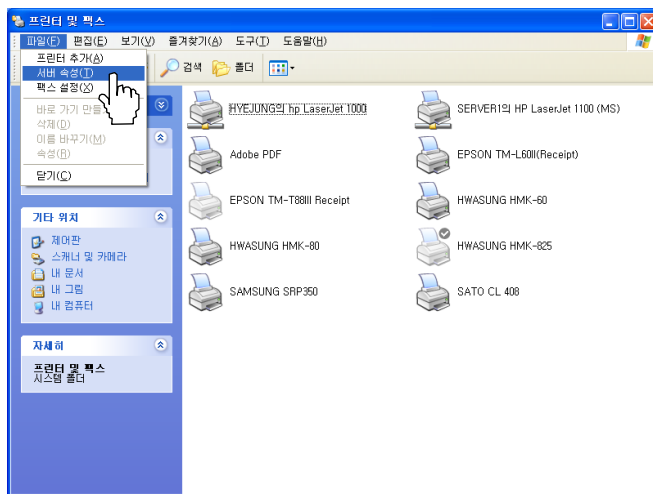 프린터 및 팩스
파일(F) 편집(E) 보기(V) 즐겨찾기(A) 도구(T) 도움말(H)
검색 폴더
프린터 추가(A)
서버 속성(T)
팩스 설정(X)
바로 가기 만들
삭제(D)
이름 바꾸기(M)
속성(R)
닫기(C)
기타 위치
제어판
스캐너 및 카메라
내 문서
내 그림
내 컴퓨터
자세히
프린터 및 팩스
시스템 폴더
HYEJUNG의 hp LaserJet 1000
SERVER1의 HP LaserJet 1100 (MS)
Adobe PDF
EPSON TM-L60II(Receipt)
EPSON TM-T88III Receipt
HWASUNG HMK-60
HWASUNG HMK-80
HWASUNG HMK-825
SAMSUNG SRP350
SATO CL 408